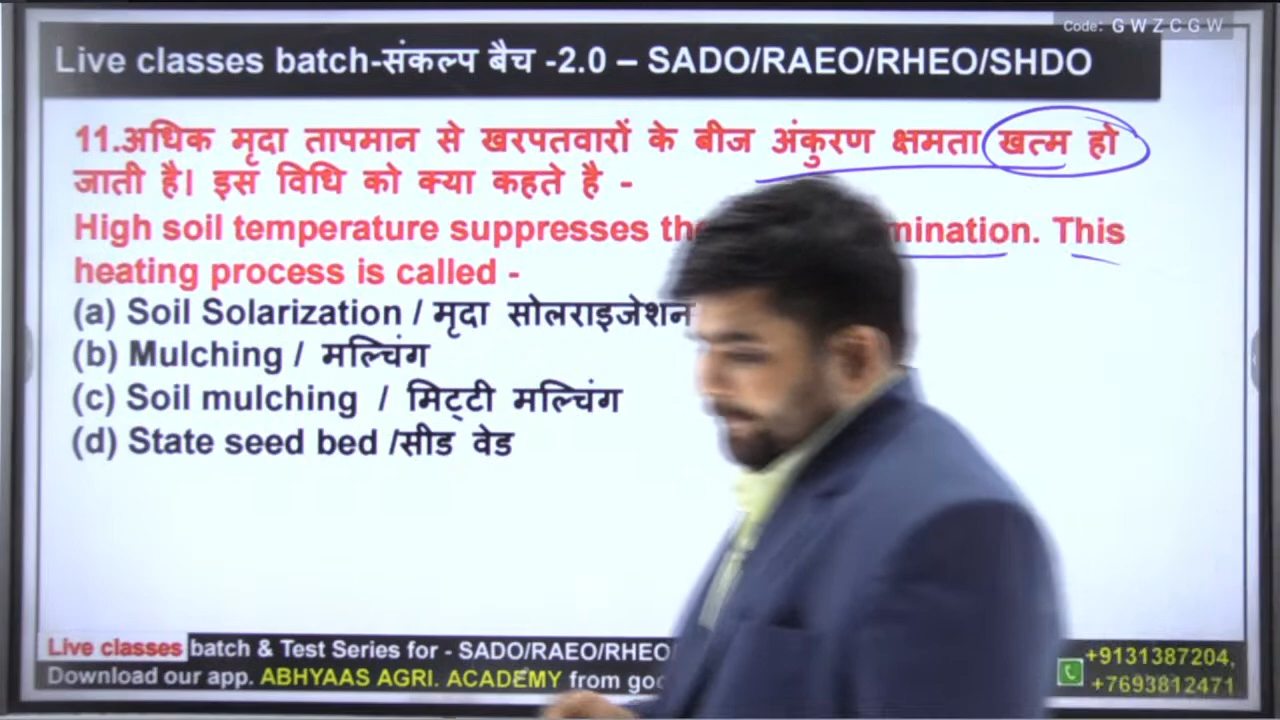 Code: G W Z C G W
Live classes batch-संकल्प बैच -2.0 – SADO/RAEO/RHEO/SHDO
11.अधिक मृदा तापमान से खरपतवारों के बीज अंकुरण क्षमता खत्म हो
जाती है। इस विधि को क्या कहते है -
High soil temperature suppresses This
heating process is called -
(a) Soil Solarization / मृदा सोलराइजेशन
(b) Mulching / मल्चिंग
(c) Soil mulching / मिट्टी मल्चिंग
(d) State seed bed /सीड वेड
Live classes batch & Test Series for - SADO/RAEO/RHEO
Download our app. ABHYAAS AGRI. ACADEMY from
+9131387204,
+7693812471